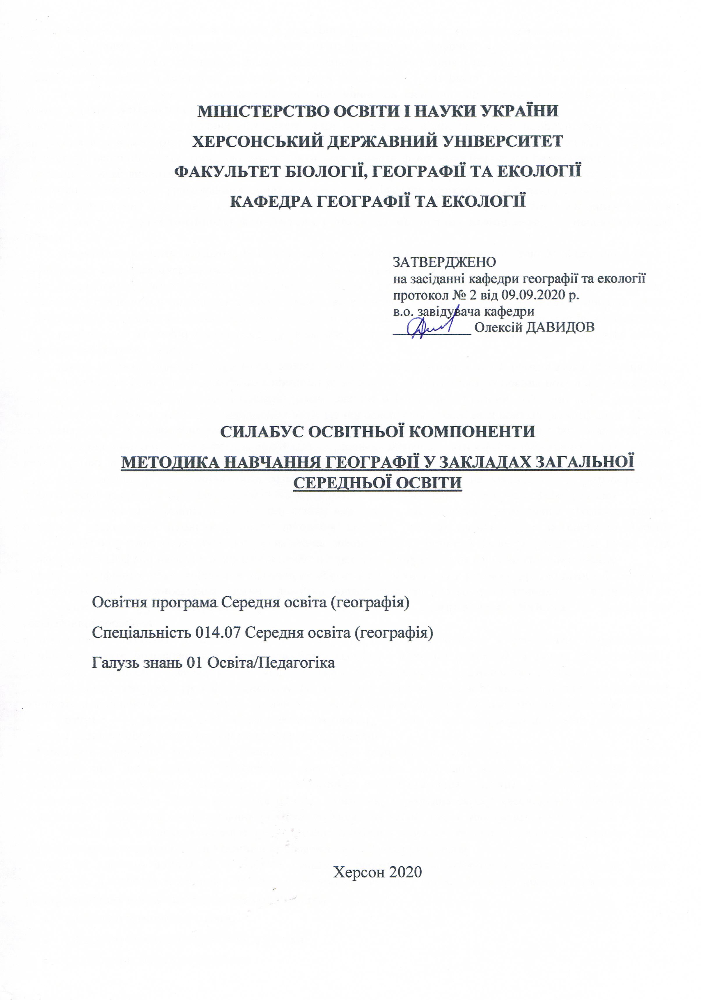 МІНІСТЕРСТВО ОСВІТИ І НАУКИ УКРАЇНИ
ХЕРСОНСЬКИЙ ДЕРЖАВНИЙ УНІВЕРСИТЕТ
ФАКУЛЬТЕТ БІОЛОГІЇ, ГЕОГРАФІЇ ТА ЕКОЛОГІЇ
КАФЕДРА ГЕОГРАФІЇ ТА ЕКОЛОГІЇ
ЗАТВЕРДЖЕНО
на засіданні кафедри географії та екології
протокол № 2 від 09.09.2020 р.
в.о. завідувача кафедри
Олексій ДАВИДОВ
СИЛАБУС ОСВІТНЬОЇ КОМПОНЕНТИ
МЕТОДИКА НАВЧАННЯ ГЕОГРАФІЇ У ЗАКЛАДАХ ЗАГАЛЬНОЇ
СЕРЕДНЬОЇ ОСВІТИ
Освітня програма Середня освіта (географія)
Спеціальність 014.07 Середня освіта (географія)
Галузь знань 01 Освіта/Педагогіка
Херсон 2020